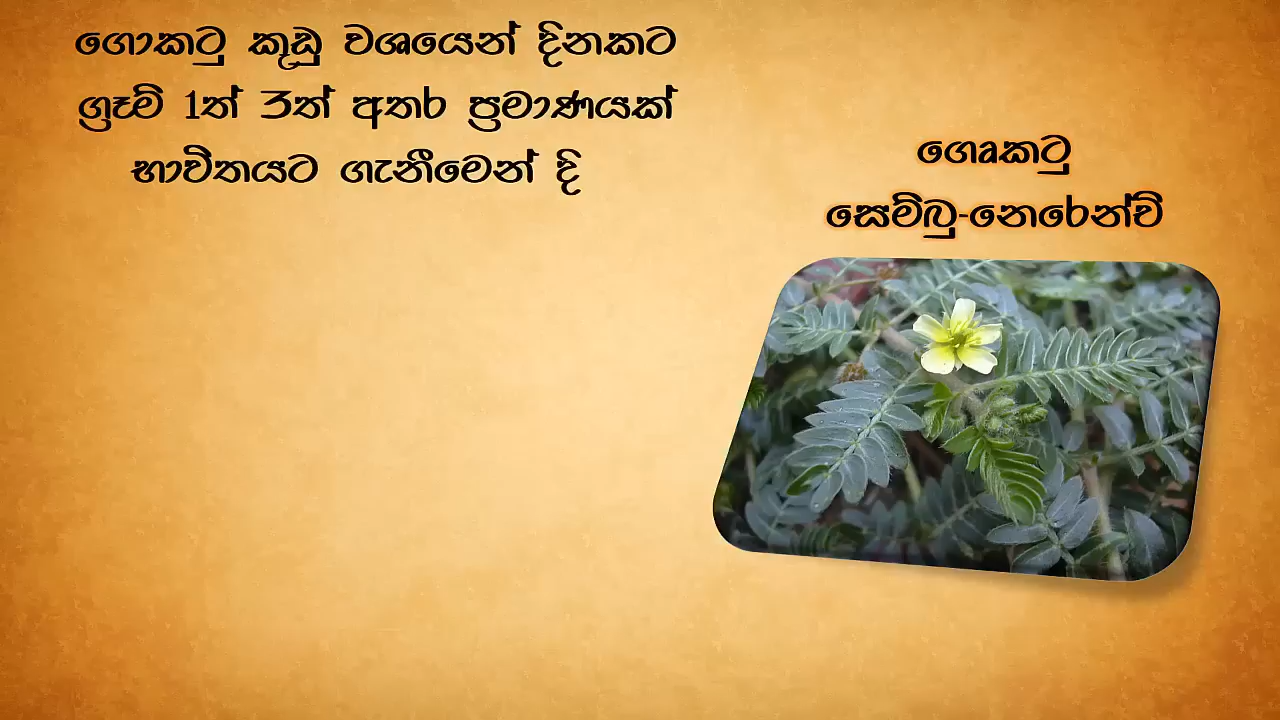 ගොකටු කුඩු වශයෙන් දිනකට
ග්‍රෑම් 1ත් 3ත් අතර ප්‍රමාණයක්
භාවිතයට ගැනීමෙන් දි
ගෙෘකටු
සෙම්බු-නෙරෙන්ච්